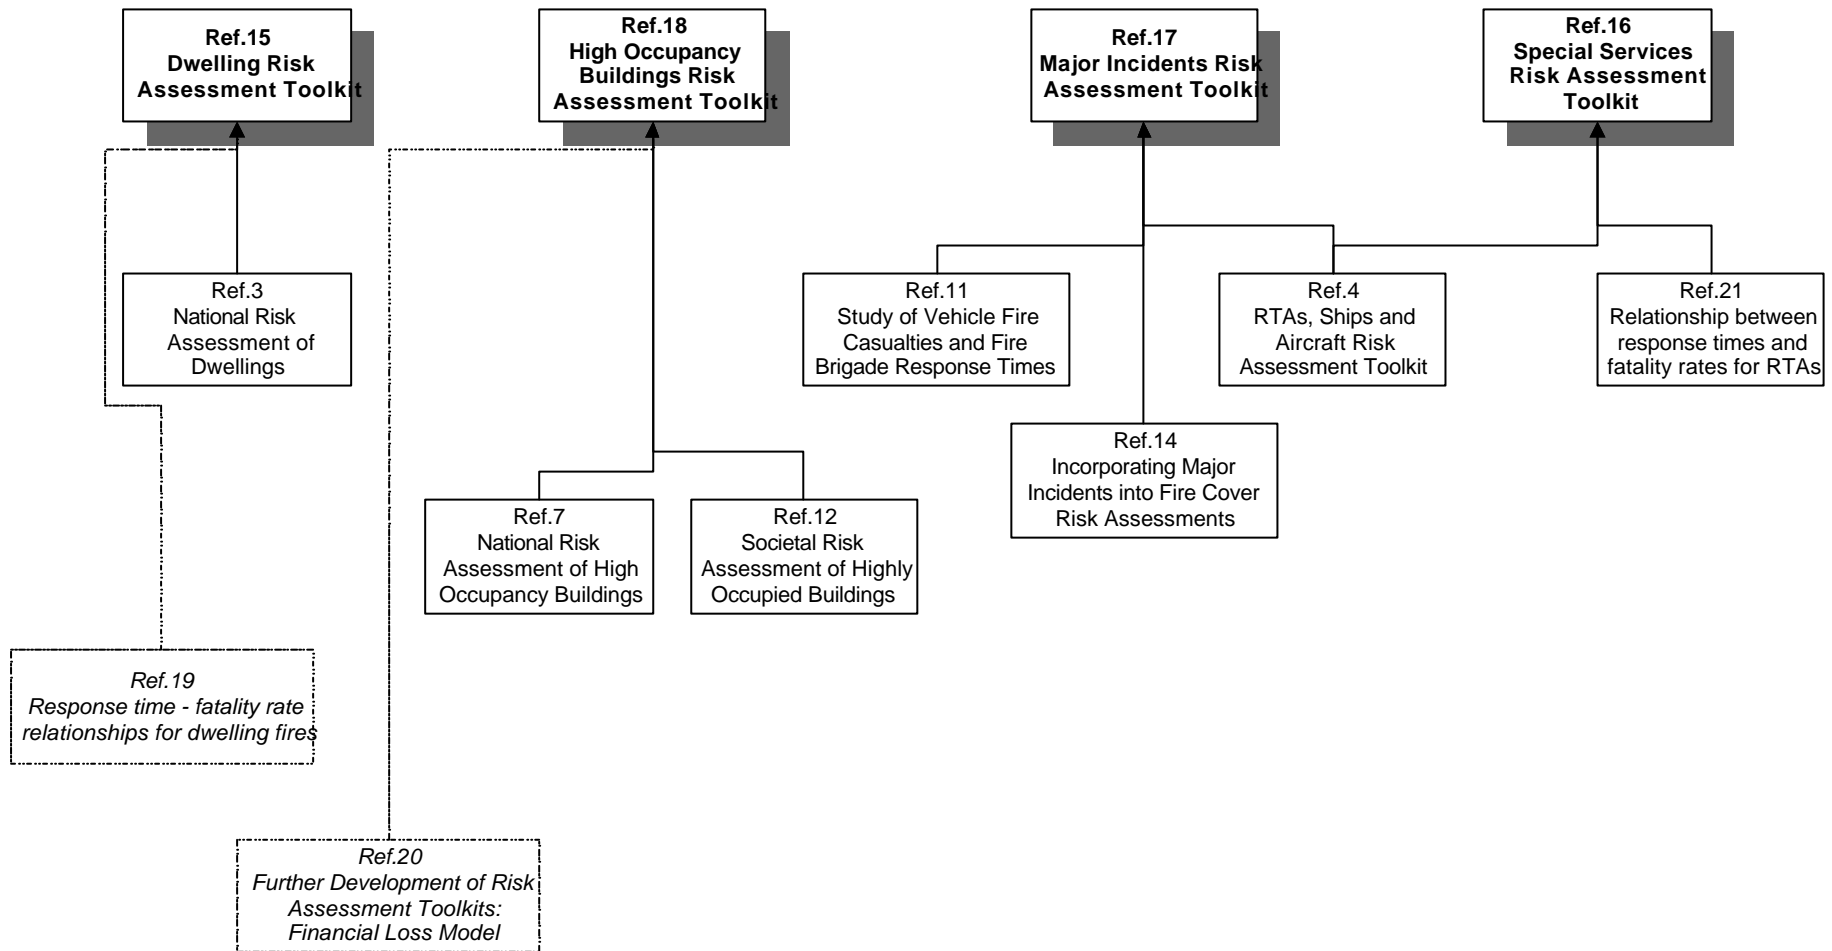 Ref.15
Dwelling Risk
Assessment Toolkit
Ref.18
High Occupancy
Buildings Risk
Assessment Toolkit
Ref.17
Major Incidents Risk
Assessment Toolkit
Ref.16
Special Services
Risk Assessment
Toolkit
Ref.3
National Risk
Assessment of
Dwellings
Ref.11
Study of Vehicle Fire
Casualties and Fire
Brigade Response Times
Ref.4
RTAs, Ships and
Aircraft Risk
Assessment Toolkit
Ref.21
Relationship between
response times and
fatality rates for RTAs
Ref.14
Incorporating Major
Incidents into Fire Cover
Risk Assessments
Ref.7
National Risk
Assessment of High
Occupancy Buildings
Ref.12
Societal Risk
Assessment of Highly
Occupied Buildings
Ref.19
Response time - fatality rate
relationships for dwelling fires
Ref.20
Further Development of Risk
Assessment Toolkits:
Financial Loss Model